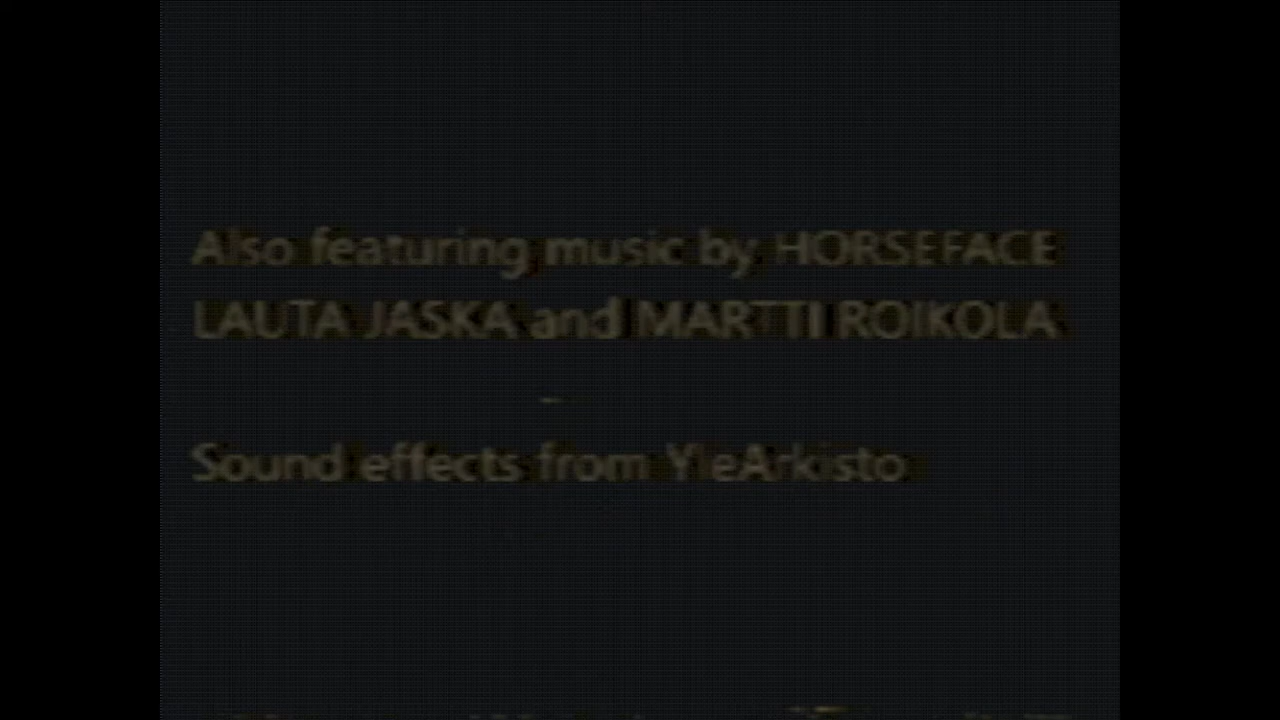 Also featuring music by HORSEFACE
LAUTA JASKA and MARTTI ROIKOLA
Sound effects from YleArkisto